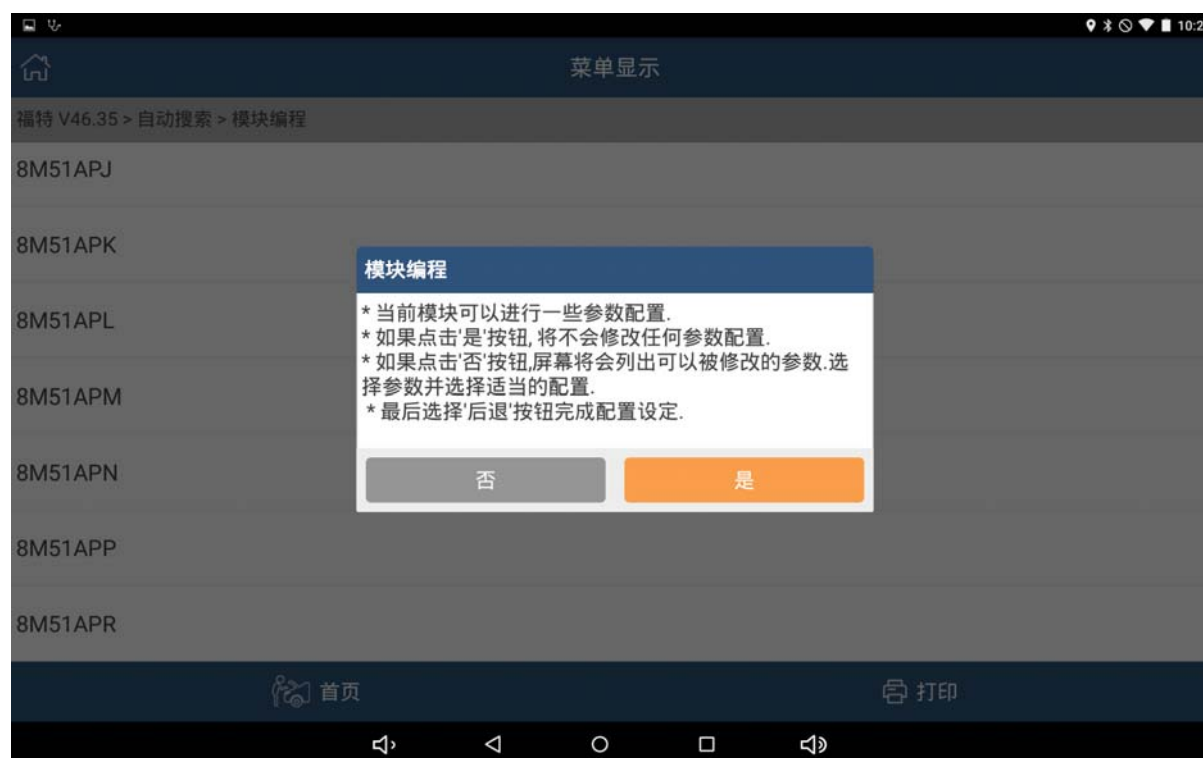 10:2
菜单显示
福特 V46.35 > 自动搜索 > 模块编程
8M51APJ
8M51APK
8M51APL
8M51APM
8M51APN
8M51APP
8M51APR
模块编程
* 当前模块可以进行一些参数配置.
* 如果点击'是'按钮, 将不会修改任何参数配置.
* 如果点击'否'按钮,屏幕将会列出可以被修改的参数.选
择参数并选择适当的配置.
* 最后选择'后退'按钮完成配置设定.
否
是
首页
打印